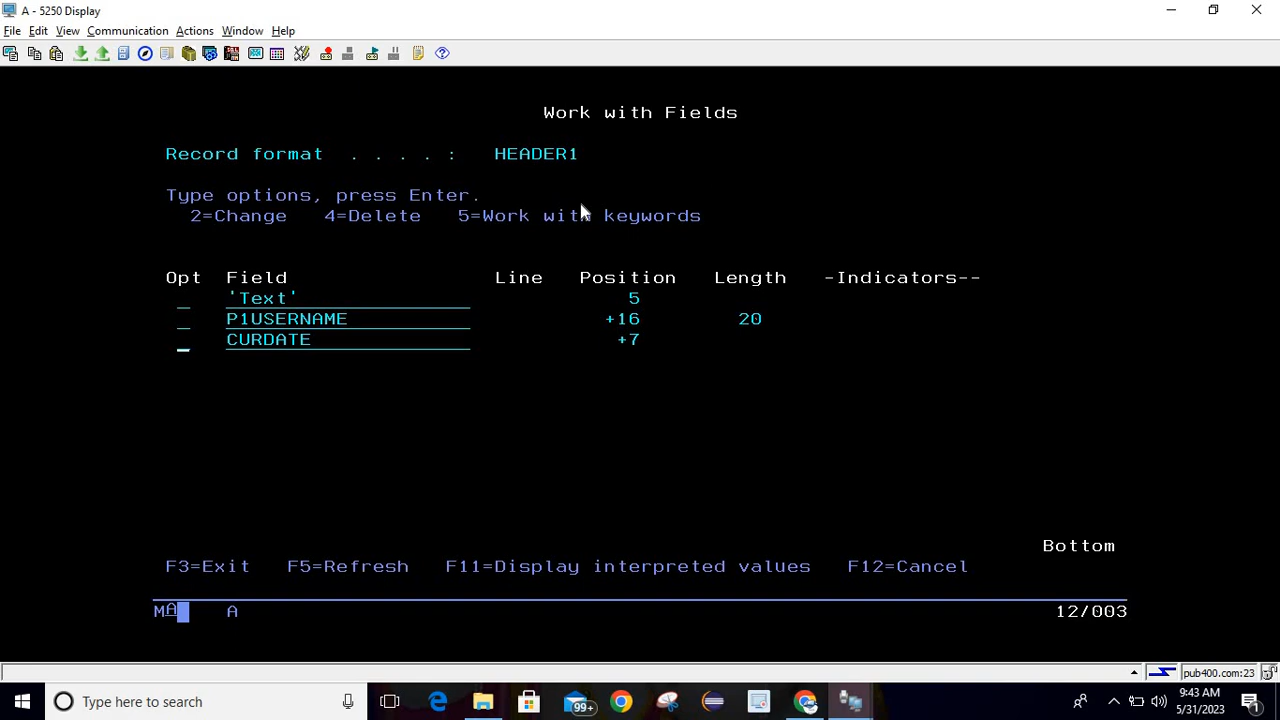 A - 5250 Display
File Edit View Communication Actions Window Help
Work with Fields
Record format . . . . : HEADER1
Type options, press Enter.
2=Change 4=Delete 5=Work with keywords
Opt Field Line Position Length -Indicators--
'Text' 5
P1USERNAME +16 20
CURDATE +7
Bottom
F3=Exit F5=Refresh F11=Display interpreted values F12=Cancel
MA A 12/003
pub400.com:23
Type here to search
99+
9:43 AM
5/31/2023
1